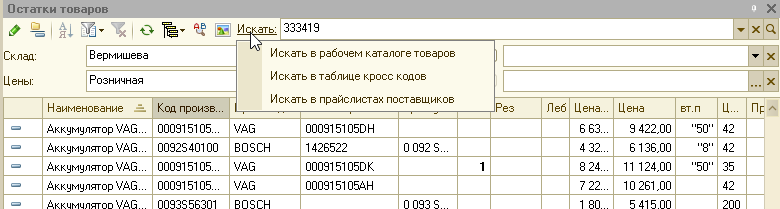 Остатки товаров
Искать: 333419
Склад: Вермишева
Искать в рабочем каталоге товаров
Цены: Розничная
Искать в таблице кросс кодов
Искать в прайслистах поставщиков
Наименование Код произв... Рез Леб Цена... Цена вт.п Ц... Пр
Аккумулятор VAG... 000915105... VAG 000915105DH 6 63... 9 422,00 "50" 42
Аккумулятор VAG... 0092S40100 BOSCH 1426522 0 092 S... 4 32... 6 136,00 "8" 42
Аккумулятор VAG... 000915105... VAG 000915105DK 1 8 24... 11 124,00 "50" 35
Аккумулятор VAG... 000915105... VAG 000915105AH 7 22... 10 261,00 42
Аккумулятор VAG... 0093S56301 BOSCH 0 093 S... 1 80... 5 415,00 200